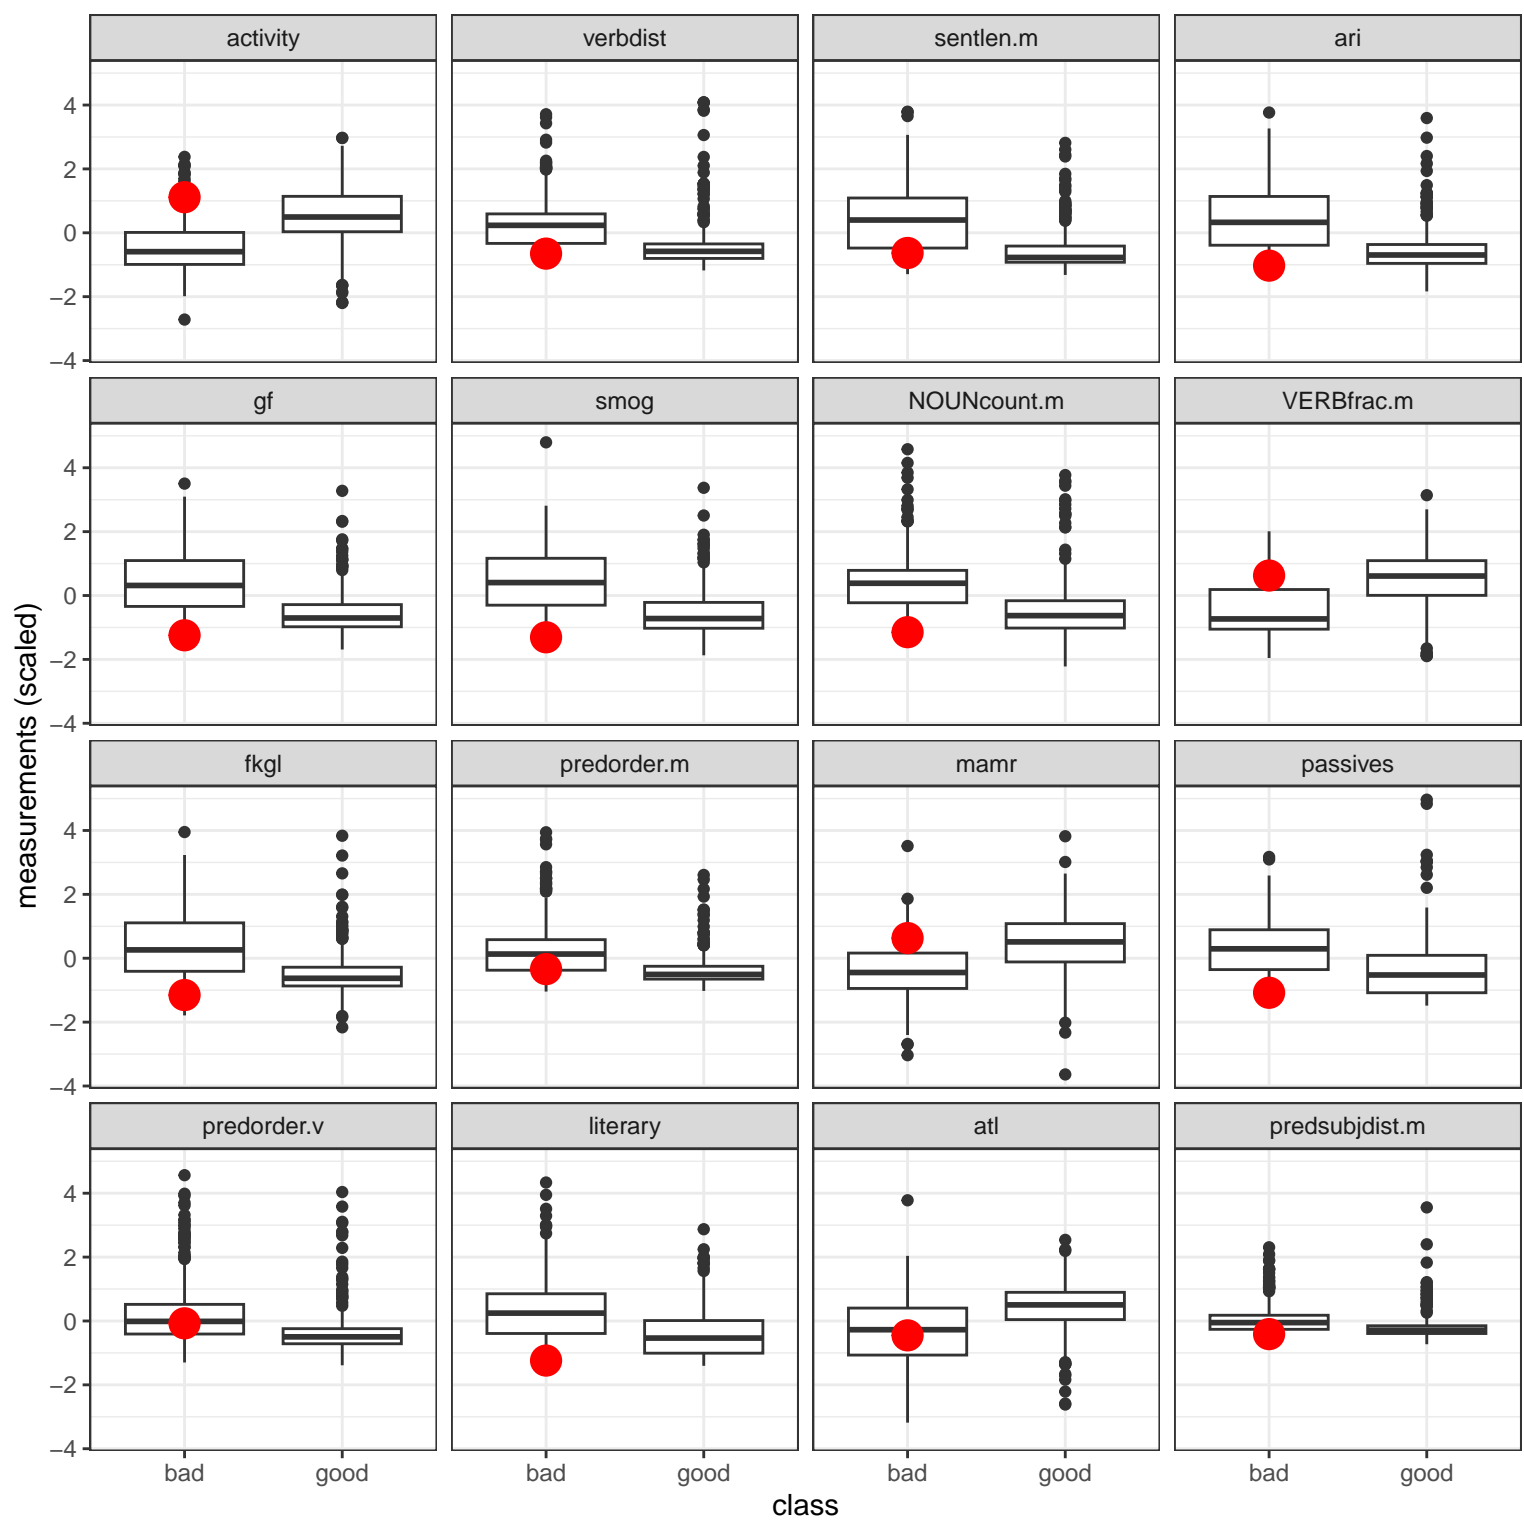 activity verbdist sentlen.m ari
4
2
0
−2
−4
gf smog NOUNcount.m VERBfrac.m
4
2
0
−2
−4
fkgl predorder.m mamr passives
4
2
0
−2
−4
predorder.v literary atl predsubjdist.m
4
2
0
−2
−4
bad good bad good bad good bad good
class
measurements (scaled)